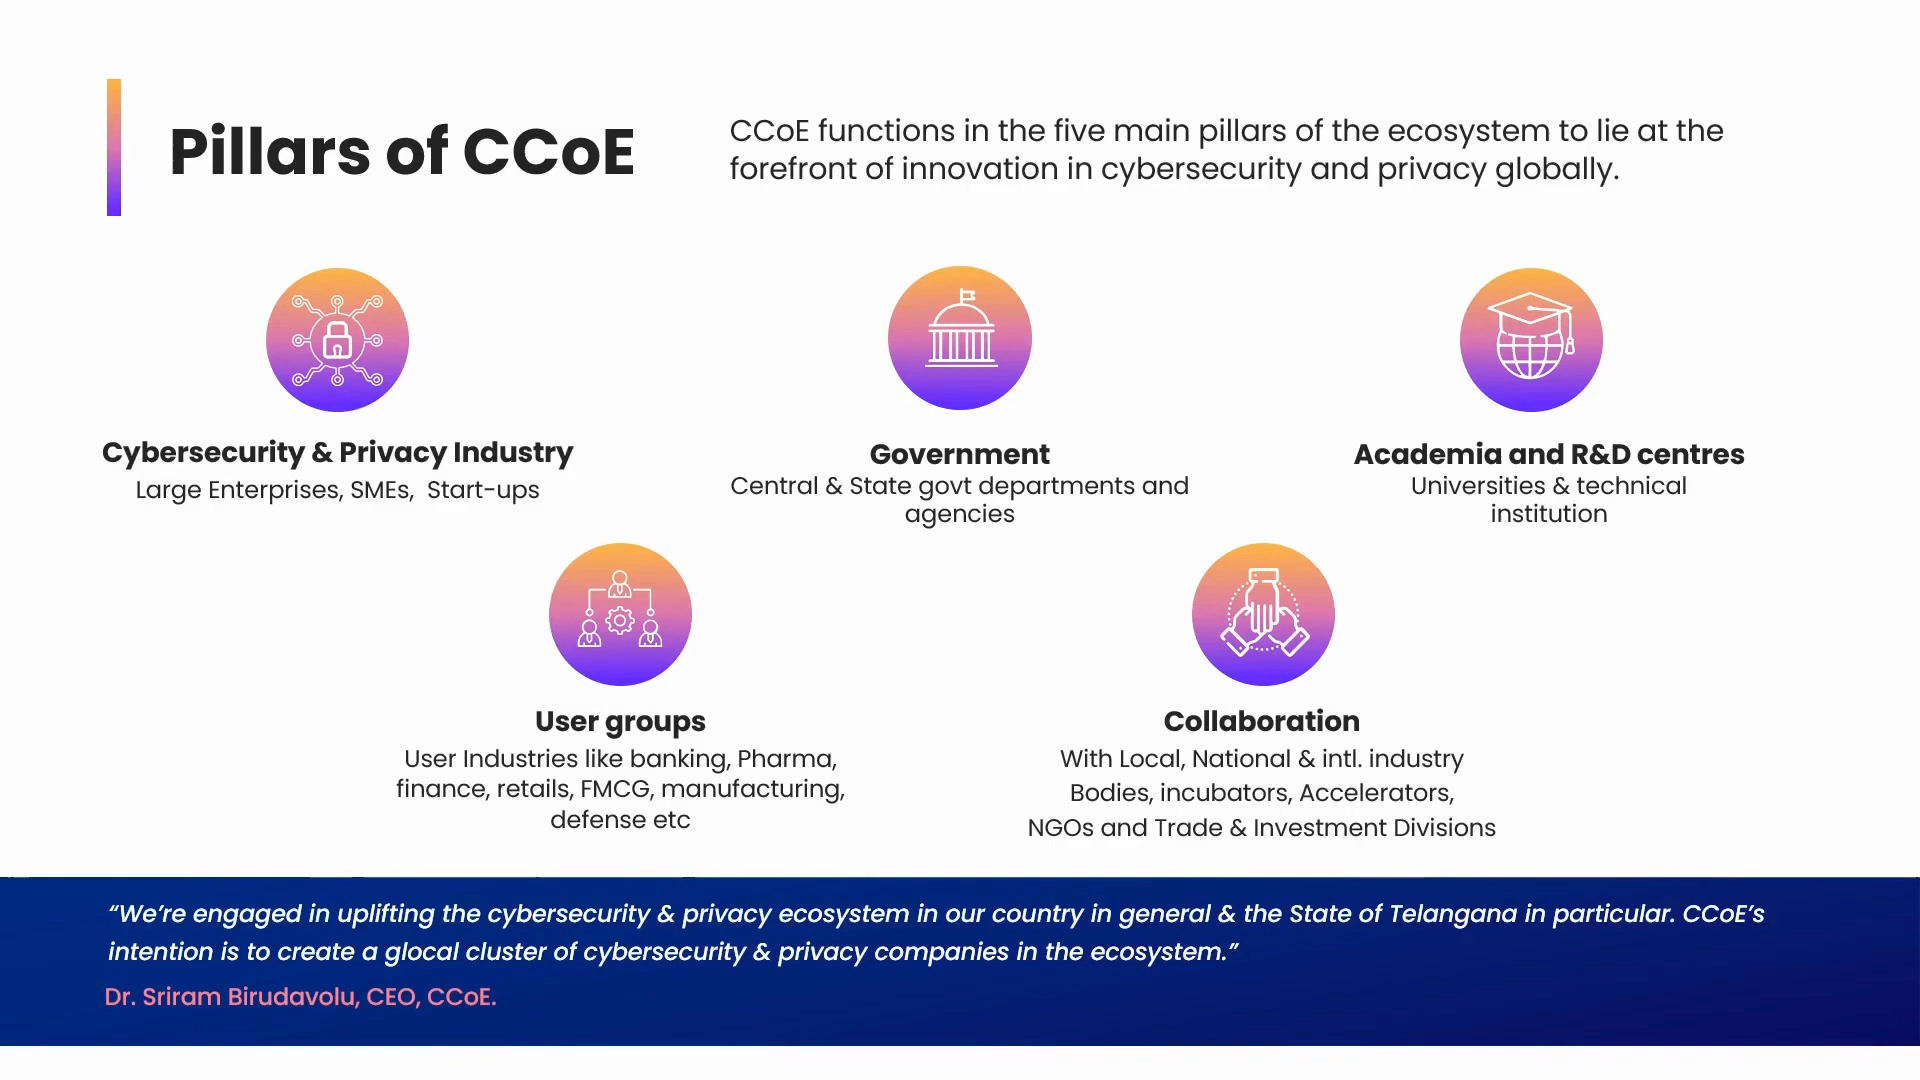 Pillars of CCoE
CCoE functions in the five main pillars of the ecosystem to lie at the
forefront of innovation in cybersecurity and privacy globally.
Cybersecurity & Privacy Industry
Large Enterprises, SMEs,  Start-ups
Government
Central & State govt departments and
agencies
Academia and R&D centres
Universities & technical
institution
User groups
User Industries like banking, Pharma,
finance, retails, FMCG, manufacturing,
defense etc
Collaboration
With Local, National & intl. industry
Bodies, incubators, Accelerators,
NGOs and Trade & Investment Divisions
“We’re engaged in uplifting the cybersecurity & privacy ecosystem in our country in general & the State of Telangana in particular. CCoE’s
intention is to create a glocal cluster of cybersecurity & privacy companies in the ecosystem.”
Dr. Sriram Birudavolu, CEO, CCoE.